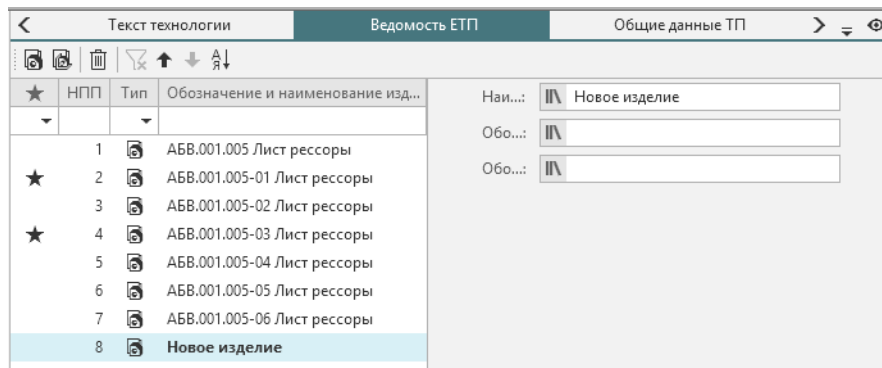 Текст технологии Ведомость ЕТП Общие данные ТП
А
Я
★ НПП Тип Обозначение и наименование изд...
Наи...: Новое изделие
Обо...:
Обо...:
1 АБВ.001.005 Лист рессоры
★ 2 АБВ.001.005-01 Лист рессоры
3 АБВ.001.005-02 Лист рессоры
★ 4 АБВ.001.005-03 Лист рессоры
5 АБВ.001.005-04 Лист рессоры
6 АБВ.001.005-05 Лист рессоры
7 АБВ.001.005-06 Лист рессоры
8 Новое изделие